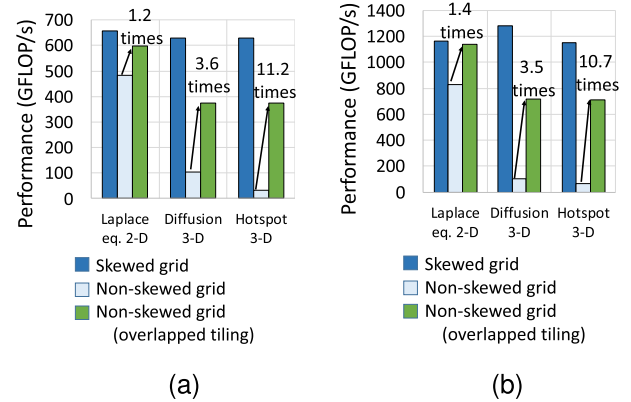 Performance (GFLOP/s)
700
600
500
400
300
200
100
0
1.2
times
3.6
times
11.2
times
Laplace
eq. 2-D
Diffusion
3-D
Hotspot
3-D
Skewed grid
Non-skewed grid
Non-skewed grid
(overlapped tiling)
(a)
Performance (GFLOP/s)
1400
1200
1000
800
600
400
200
0
1.4
times
3.5
times
10.7
times
Laplace
eq. 2-D
Diffusion
3-D
Hotspot
3-D
Skewed grid
Non-skewed grid
Non-skewed grid
(overlapped tiling)
(b)